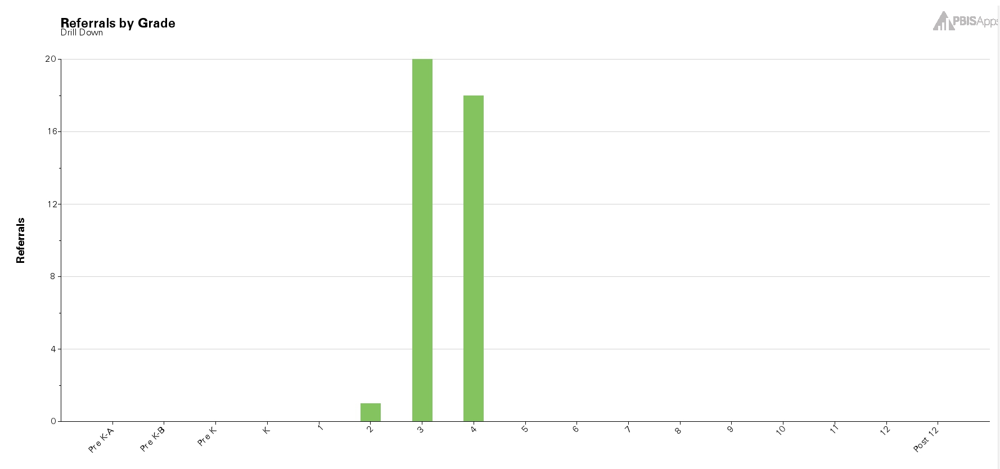 Referrals by Grade
Drill Down
PBISApps
20
16
12
8
4
0
Referrals
Pre K-A
Pre K-B
Pre K
K
1
2
3
4
5
6
7
8
9
10
11
12
Post 12